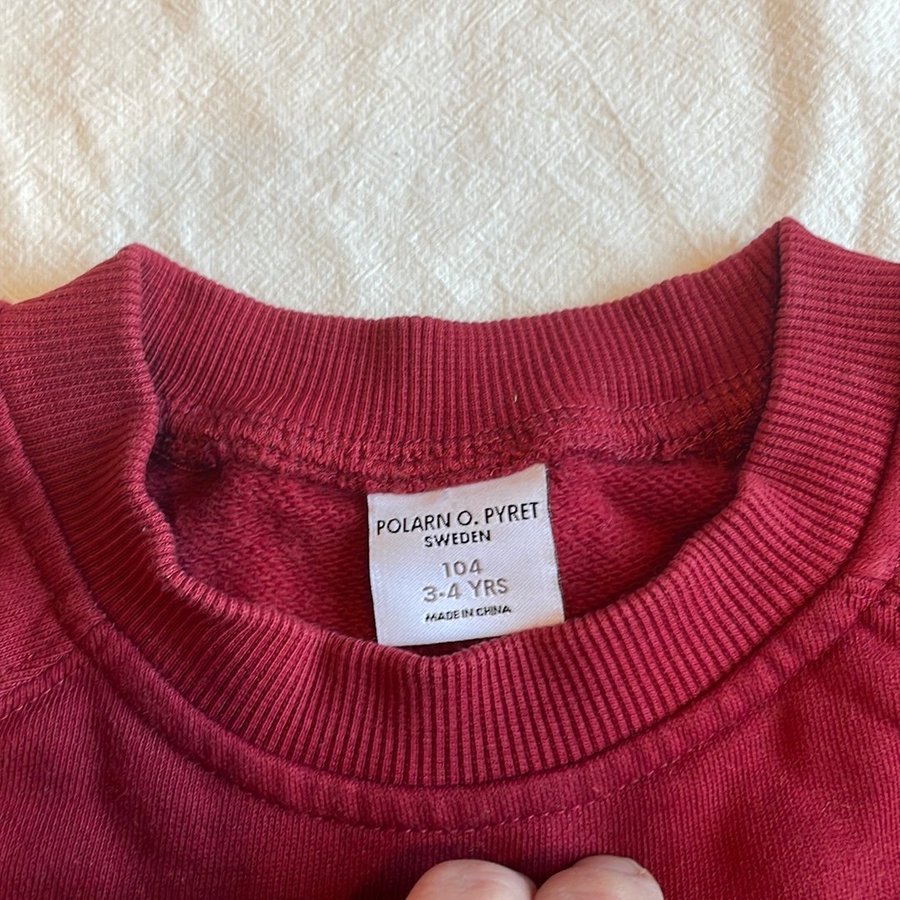 POLARN O. PYRET
SWEDEN
104
3-4 YRS
MADE IN CHINA